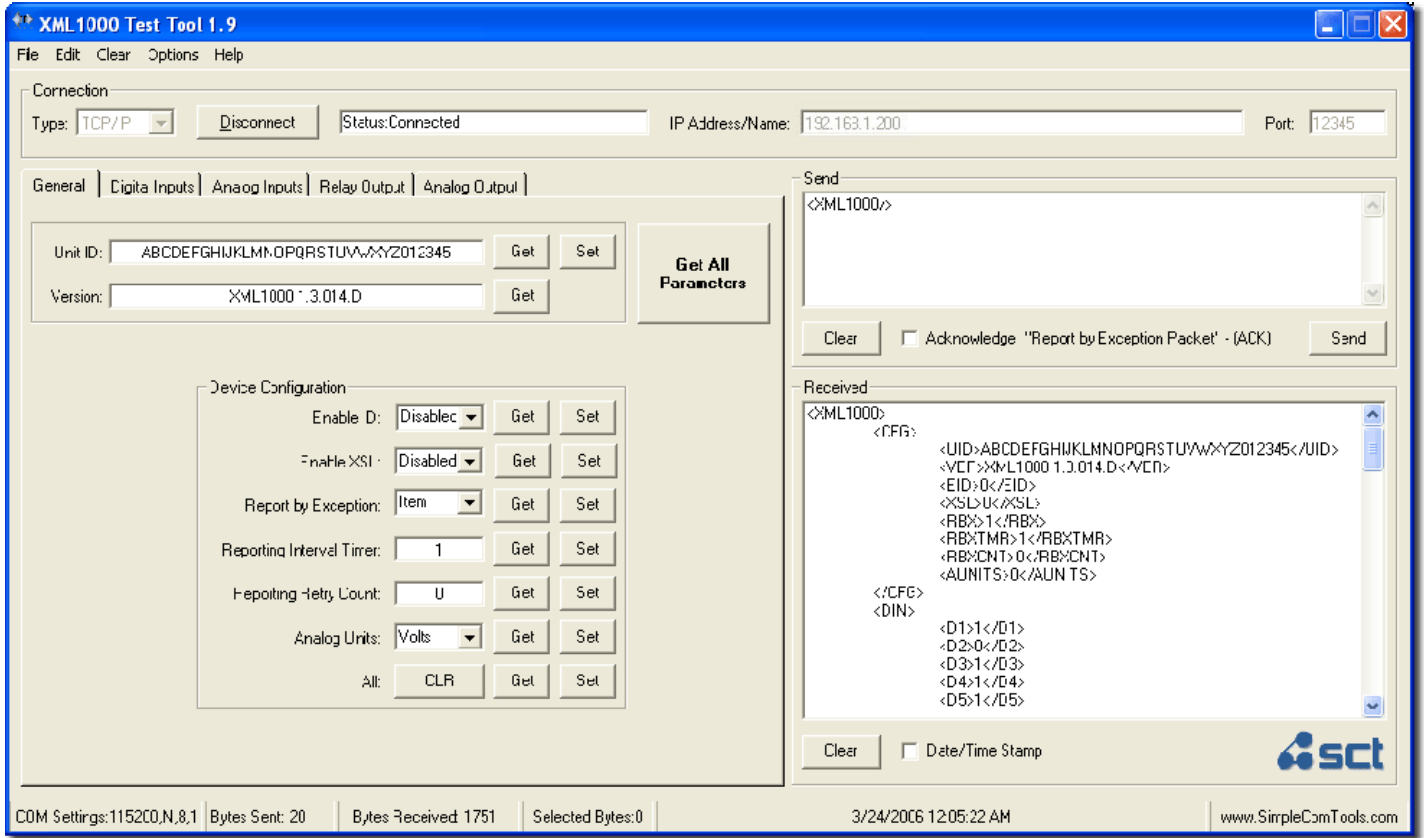 XML1000 Test Tool 1.9
File Edit Clear Options Help
Connection
Type: TCP/IP Disconnect Status:Connected IP Address/Name: 192.168.1.200 Port: 12345
General Digital Inputs Analog Inputs Relay Output Analog Output
Unit ID: ABCDEFGHIJKLMNOPQRSTUVWXYZ012345 Get Set
Version: XML1000 1.3.014.D Get
Get All
Parameters
Device Configuration
Enable ID: Disabled Get Set
Enable XSL: Disabled Get Set
Report by Exception: Item Get Set
Reporting Interval Timer: 1 Get Set
Reporting Retry Count: 0 Get Set
Analog Units: Volts Get Set
All: CLR Get Set
Send
<XML1000/>
Clear Acknowledge "Report by Exception Packet" - (ACK) Send
Received
<XML1000>
<CFG>
<UID>ABCDEFGHIJKLMNOPQRSTUVWXYZ012345</UID>
<VER>XML1000 1.3.014.D</VER>
<EID>0</EID>
<XSL>0</XSL>
<RBX>1</RBX>
<RBXTMR>1</RBXTMR>
<RBXCNT>0</RBXCNT>
<AUNITS>0</AUNITS>
</CFG>
<DIN>
<D1>1</D1>
<D2>0</D2>
<D3>1</D3>
<D4>1</D4>
<D5>1</D5>
Clear Date/Time Stamp
sct
COM Settings:115200,N,8,1 Bytes Sent: 20 Bytes Received: 1751 Selected Bytes:0 3/24/2006 12:05:22 AM www.SimpleComTools.com